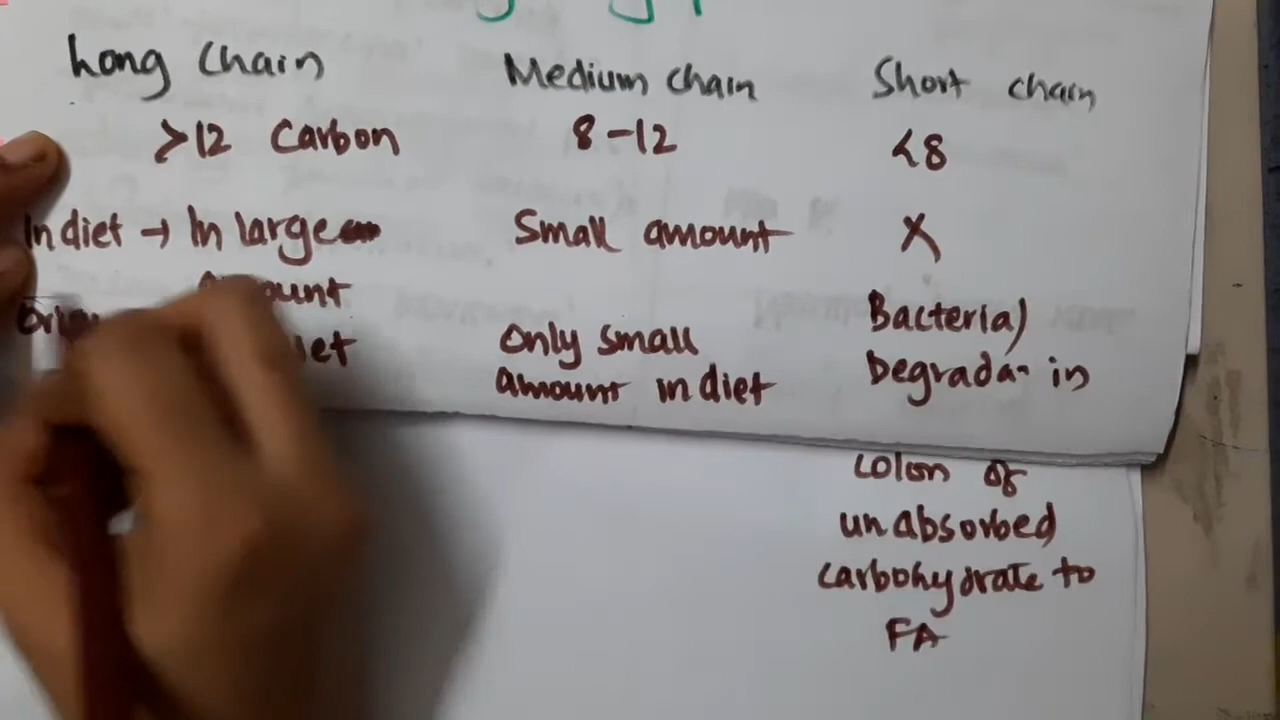 Long Chain Medium chain Short chain
>12 Carbon 8-12 <8
In diet → In large Small amount X
Only small Bacterial
amount in diet Degrada- in
colon of
unabsorbed
carbohydrate to
FA